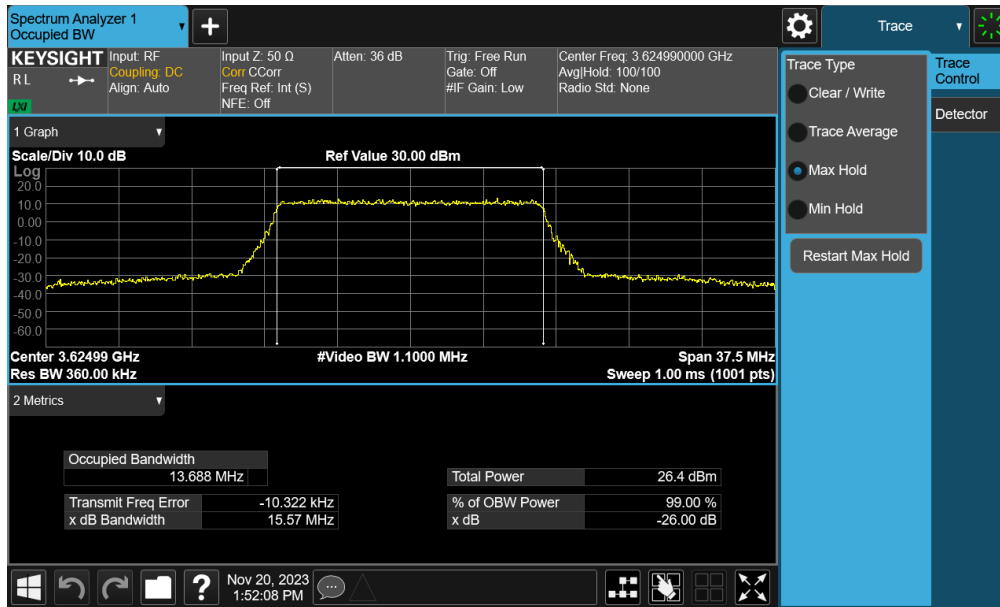 Spectrum Analyzer 1
Occupied BW
+
Trace
KEYSIGHT
R L
LXI
Input: RF
Coupling: DC
Align: Auto
Input Z: 50 Ω
Corr CCorr
Freq Ref: Int (S)
NFE: Off
Atten: 36 dB
Trig: Free Run
Gate: Off
#IF Gain: Low
Center Freq: 3.624990000 GHz
Avg|Hold: 100/100
Radio Std: None
Trace Type
Clear / Write
Trace Average
Max Hold
Min Hold
Restart Max Hold
Trace
Control
Detector
1 Graph
Scale/Div 10.0 dB
Ref Value 30.00 dBm
Log
20.0
10.0
0.00
-10.0
-20.0
-30.0
-40.0
-50.0
-60.0
Center 3.62499 GHz
#Video BW 1.1000 MHz
Span 37.5 MHz
Res BW 360.00 kHz
Sweep 1.00 ms (1001 pts)
2 Metrics
Occupied Bandwidth
13.688 MHz
Total Power 26.4 dBm
Transmit Freq Error -10.322 kHz
% of OBW Power 99.00 %
x dB Bandwidth 15.57 MHz
x dB -26.00 dB
?
Nov 20, 2023
1:52:08 PM